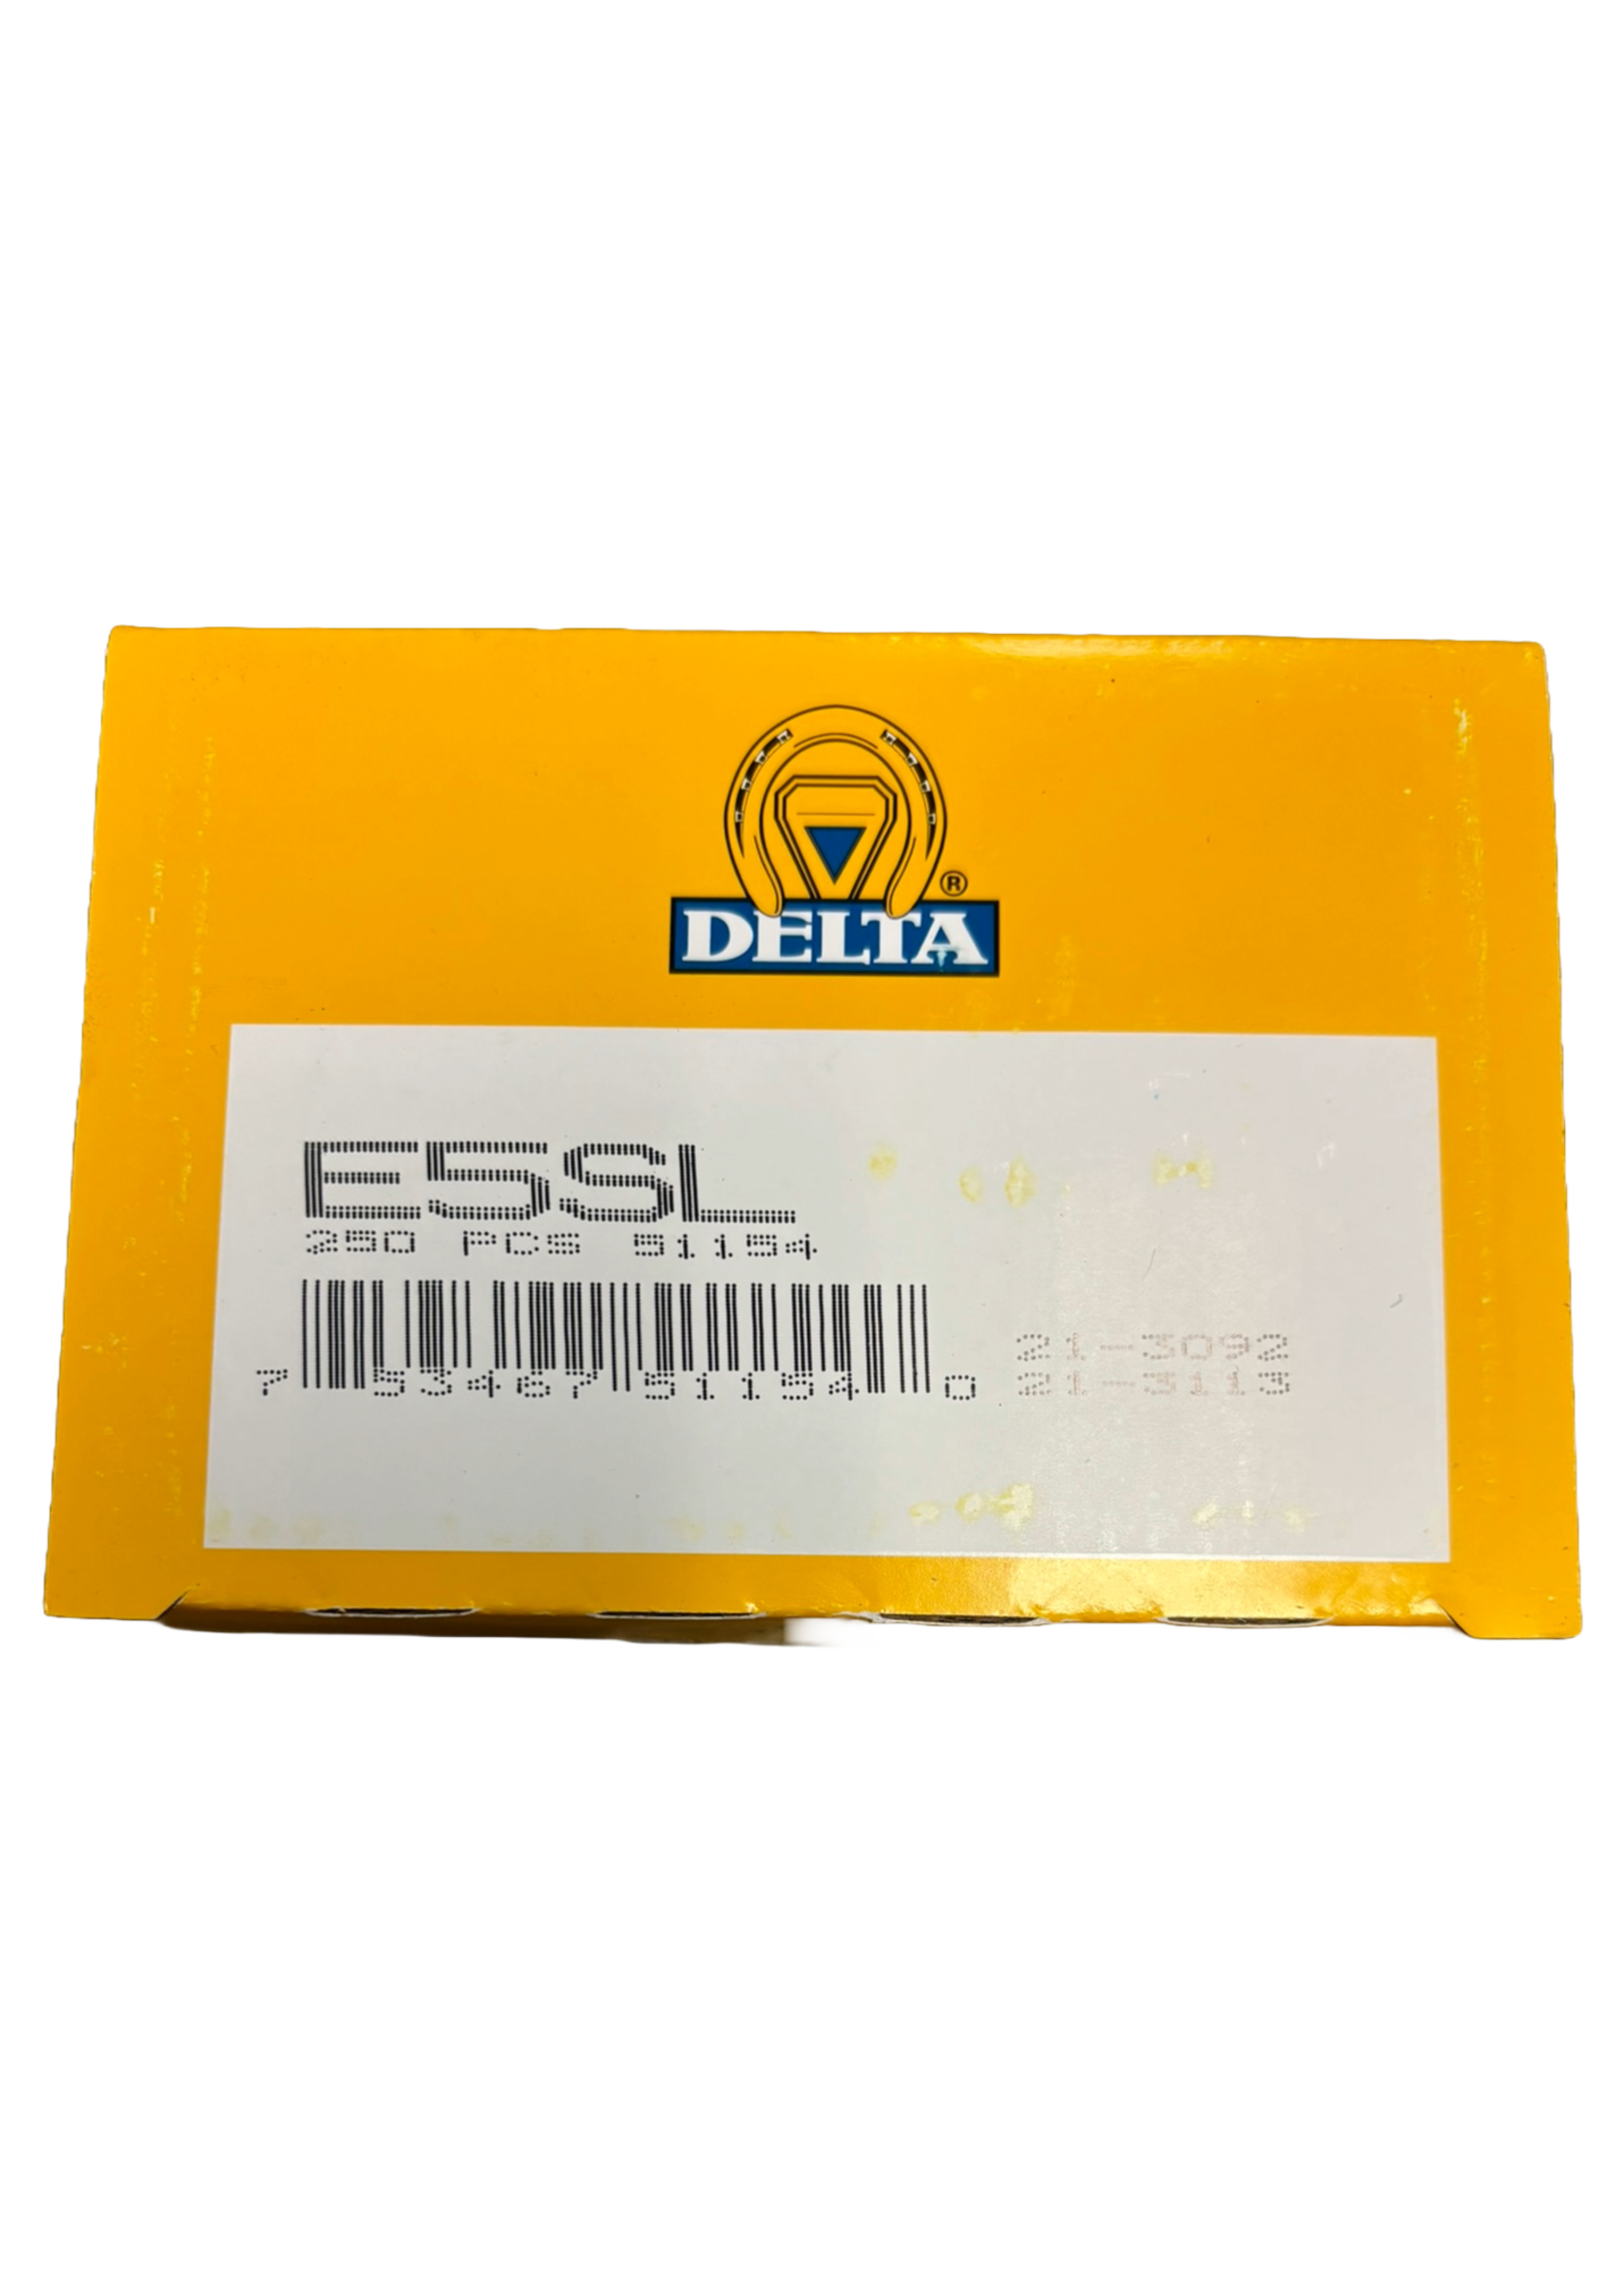 ®
DELTA
E5SL
250 PCS 51154
7 53467 51154 0
21-3092
21-3113